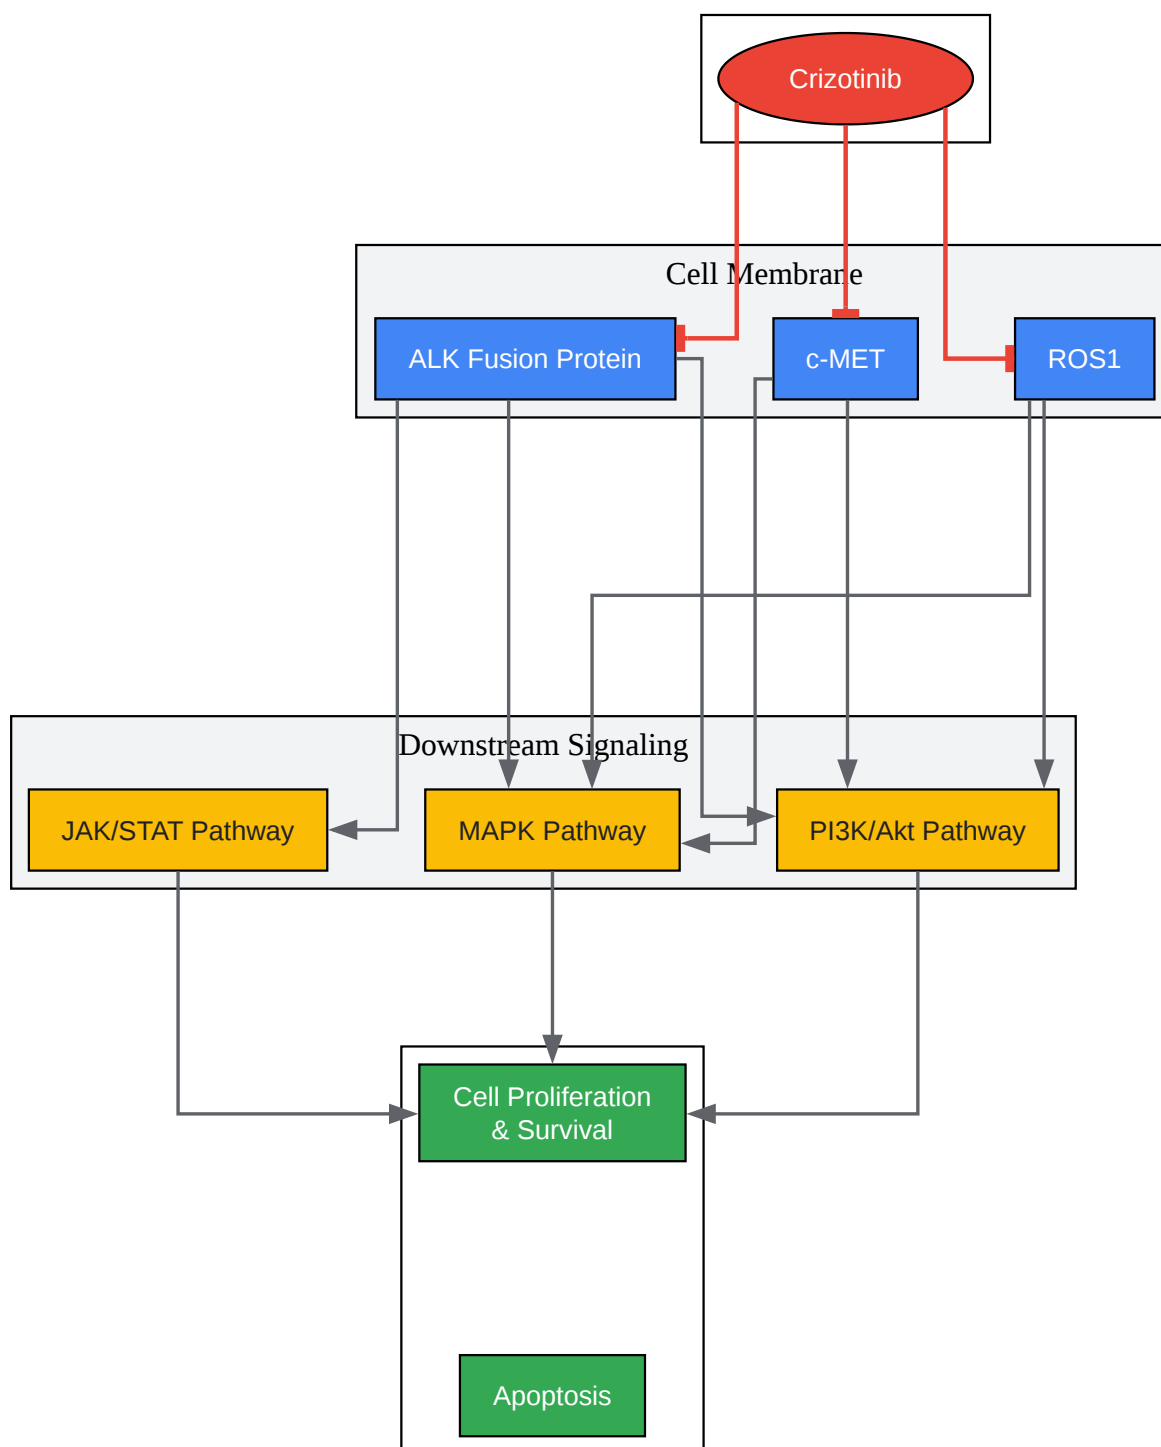 Crizotinib
Cell Membrane
ALK Fusion Protein
c-MET
ROS1
Downstream Signaling
JAK/STAT Pathway
MAPK Pathway
PI3K/Akt Pathway
Cell Proliferation
& Survival
Apoptosis